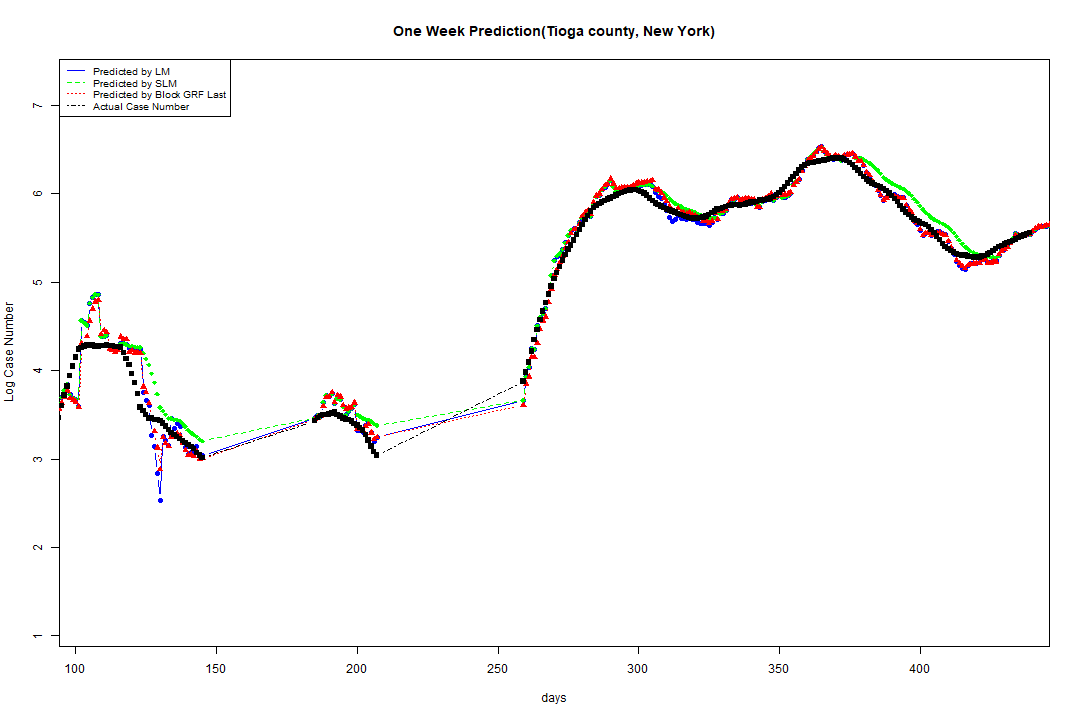 One Week Prediction(Tioga county, New York)
Predicted by LM
Predicted by SLM
Predicted by Block GRF Last
Actual Case Number
Log Case Number
7
6
5
4
3
2
1
100 150 200 250 300 350 400
days